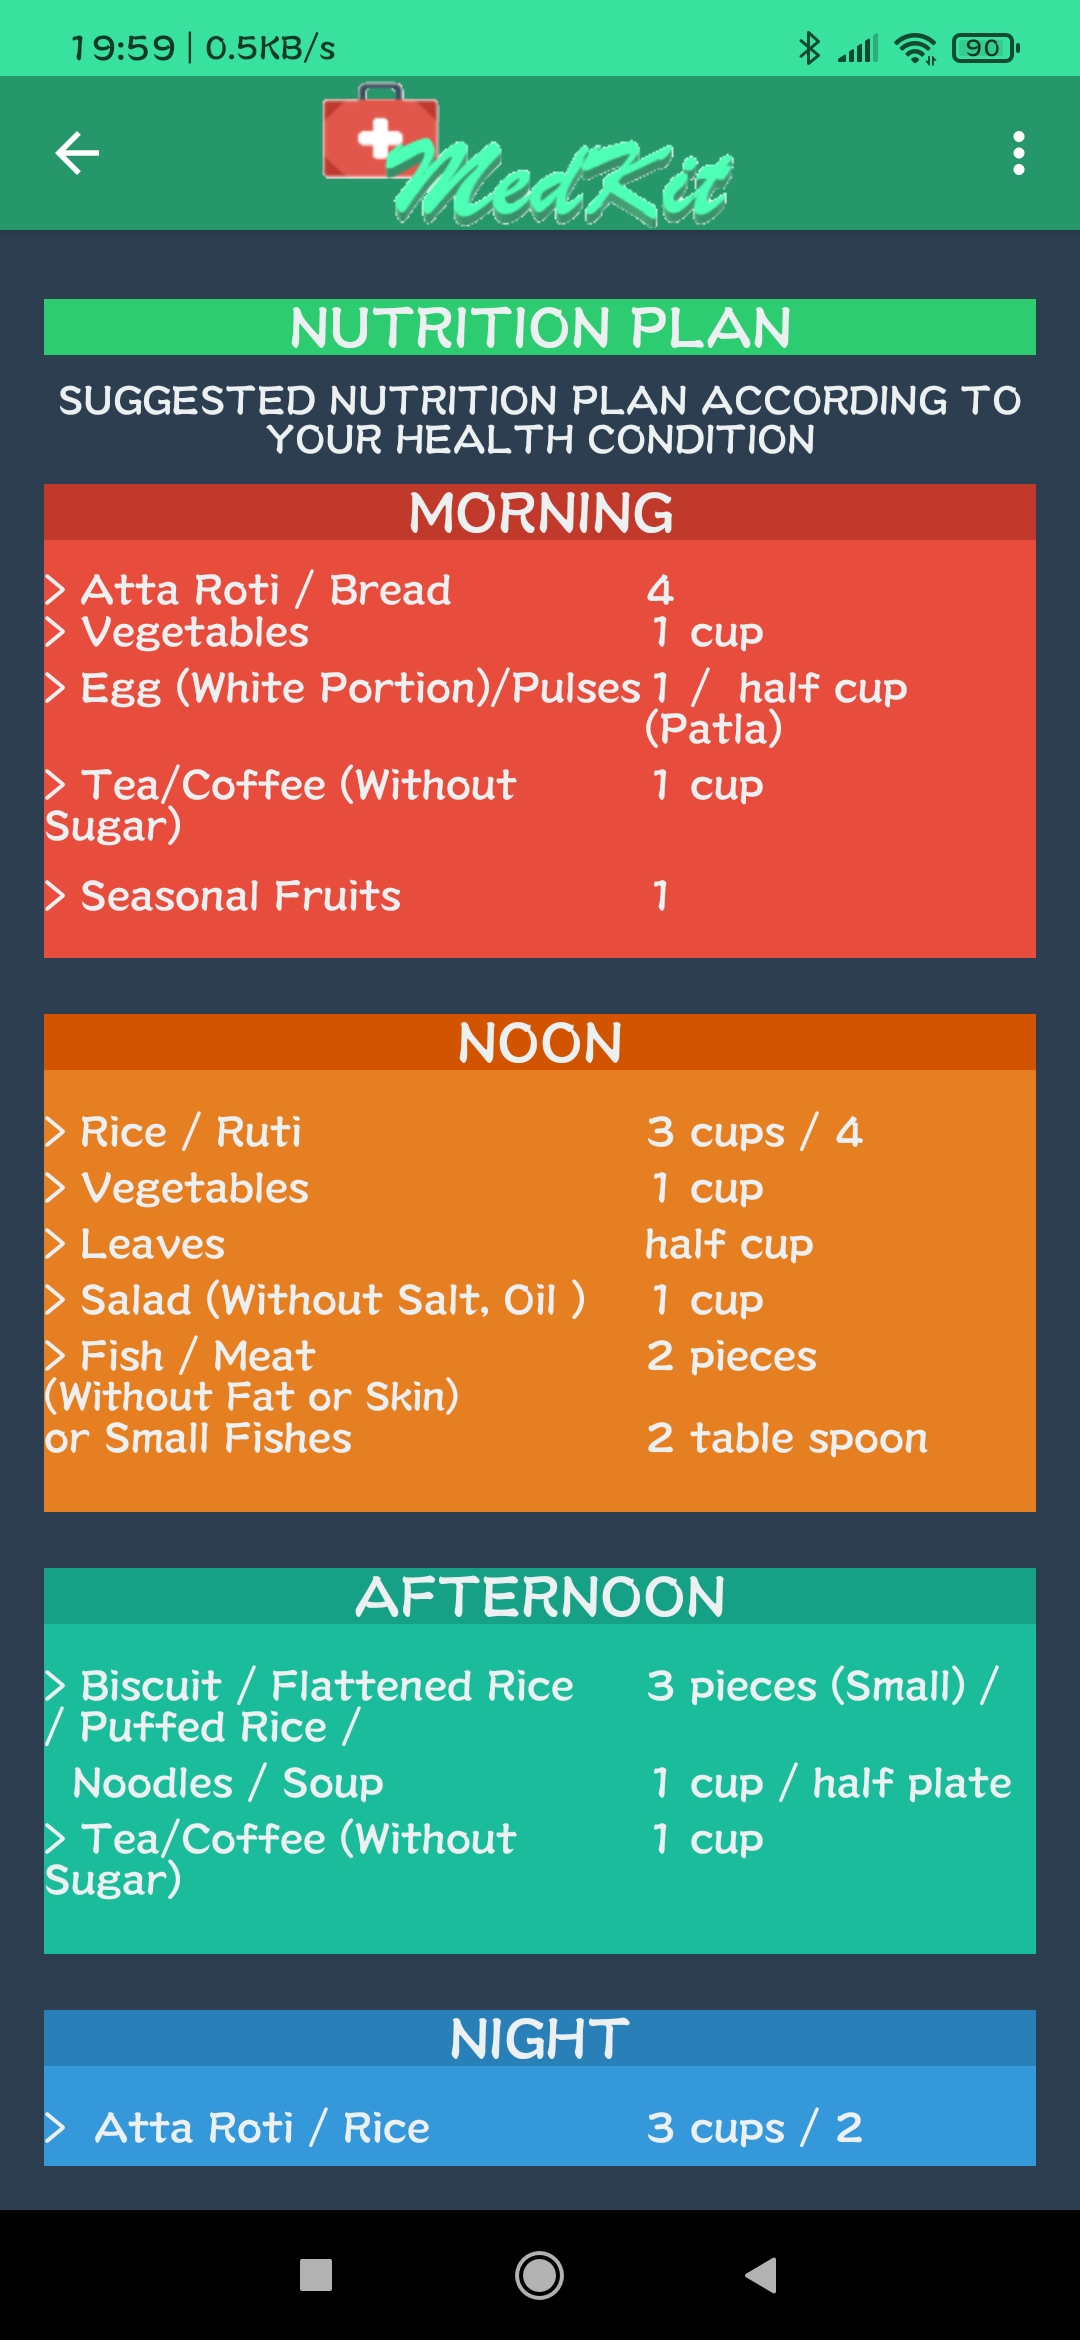 19:59 | 0.5KB/s 90
MedKit
NUTRITION PLAN
SUGGESTED NUTRITION PLAN ACCORDING TO
YOUR HEALTH CONDITION
MORNING
> Atta Roti / Bread 4
> Vegetables 1 cup
> Egg (White Portion)/Pulses 1 / half cup
(Patla)
> Tea/Coffee (Without 1 cup
Sugar)
> Seasonal Fruits 1
NOON
> Rice / Ruti 3 cups / 4
> Vegetables 1 cup
> Leaves half cup
> Salad (Without Salt, Oil ) 1 cup
> Fish / Meat 2 pieces
(Without Fat or Skin)
or Small Fishes 2 table spoon
AFTERNOON
> Biscuit / Flattened Rice 3 pieces (Small) /
/ Puffed Rice /
Noodles / Soup 1 cup / half plate
> Tea/Coffee (Without 1 cup
Sugar)
NIGHT
> Atta Roti / Rice 3 cups / 2